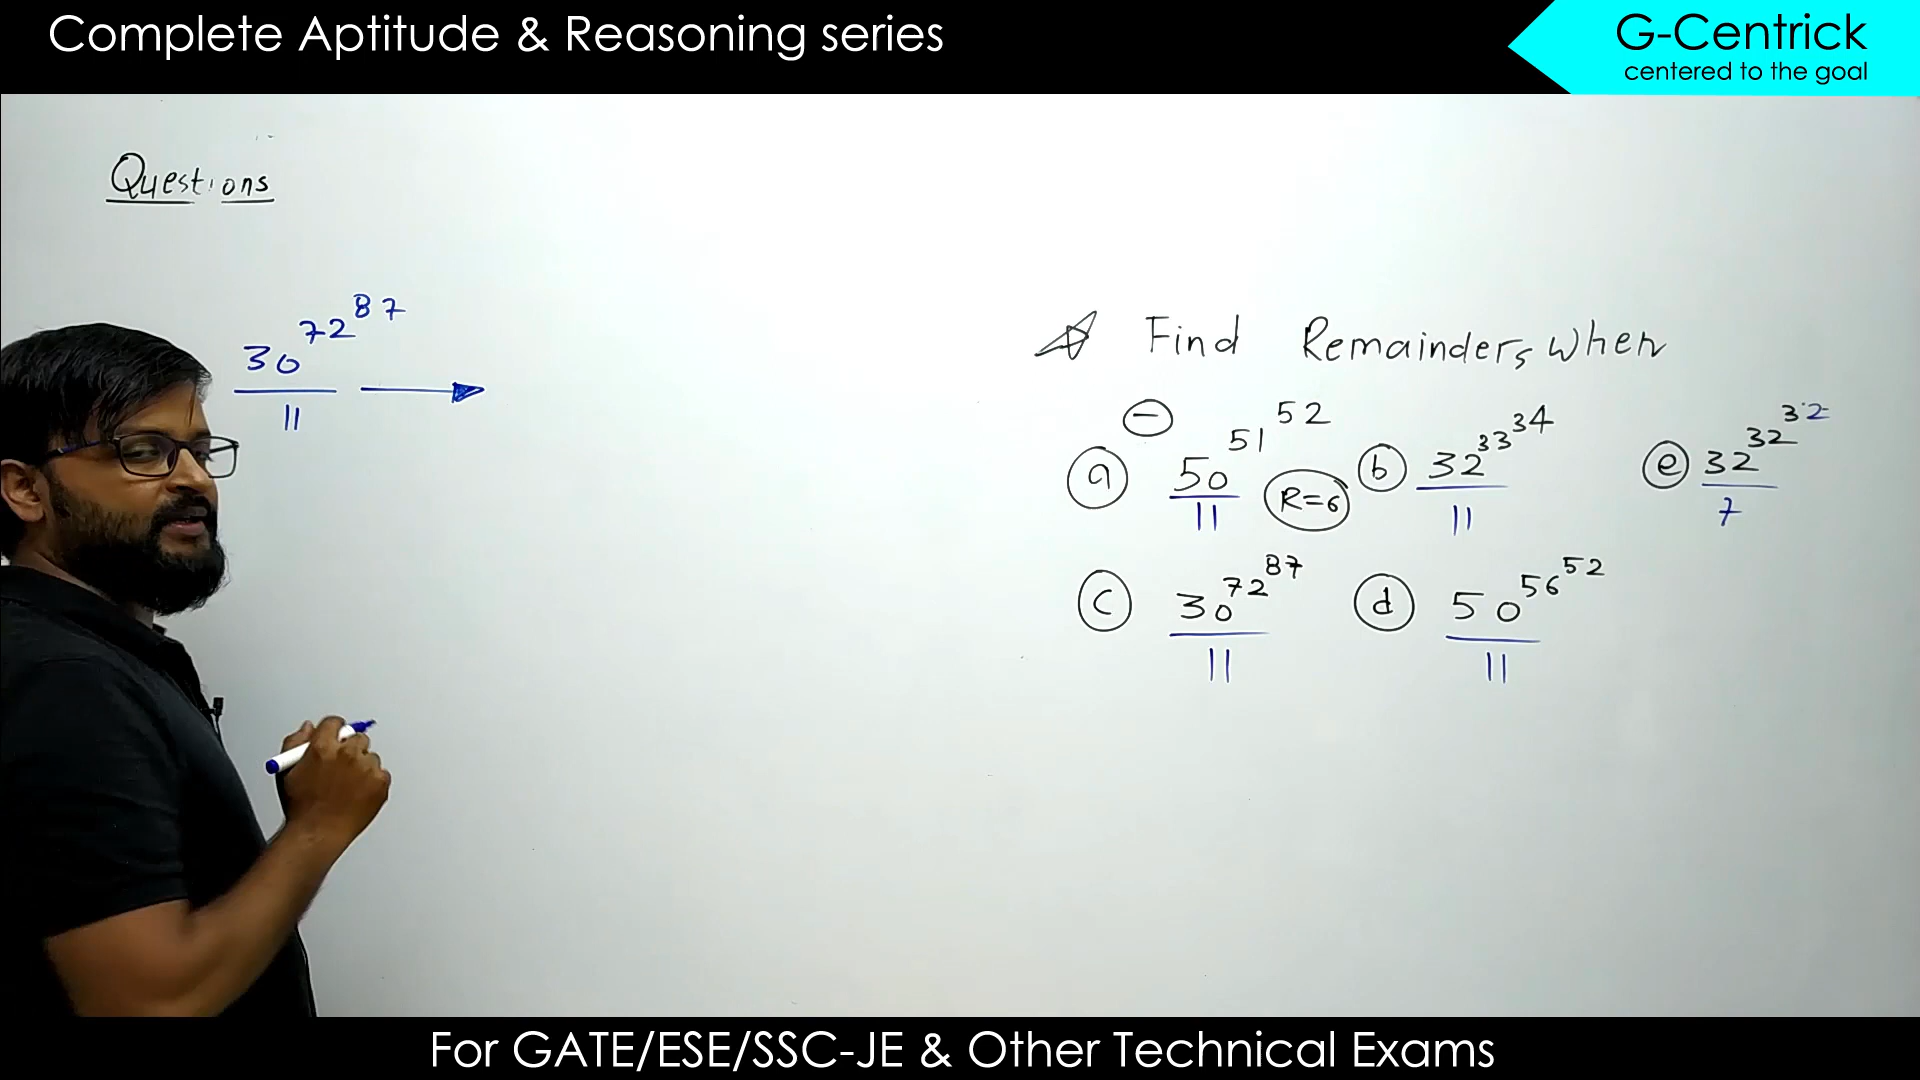 Complete Aptitude & Reasoning series
G-Centrick
centered to the goal
Questions
30^72^87
11
Find Remainders when
(a) 50^51^52 / 11 R=6 (b) 32^33^34 / 11 (e) 32^32^32 / 7
(c) 30^72^87 / 11 (d) 50^56^52 / 11
For GATE/ESE/SSC-JE & Other Technical Exams